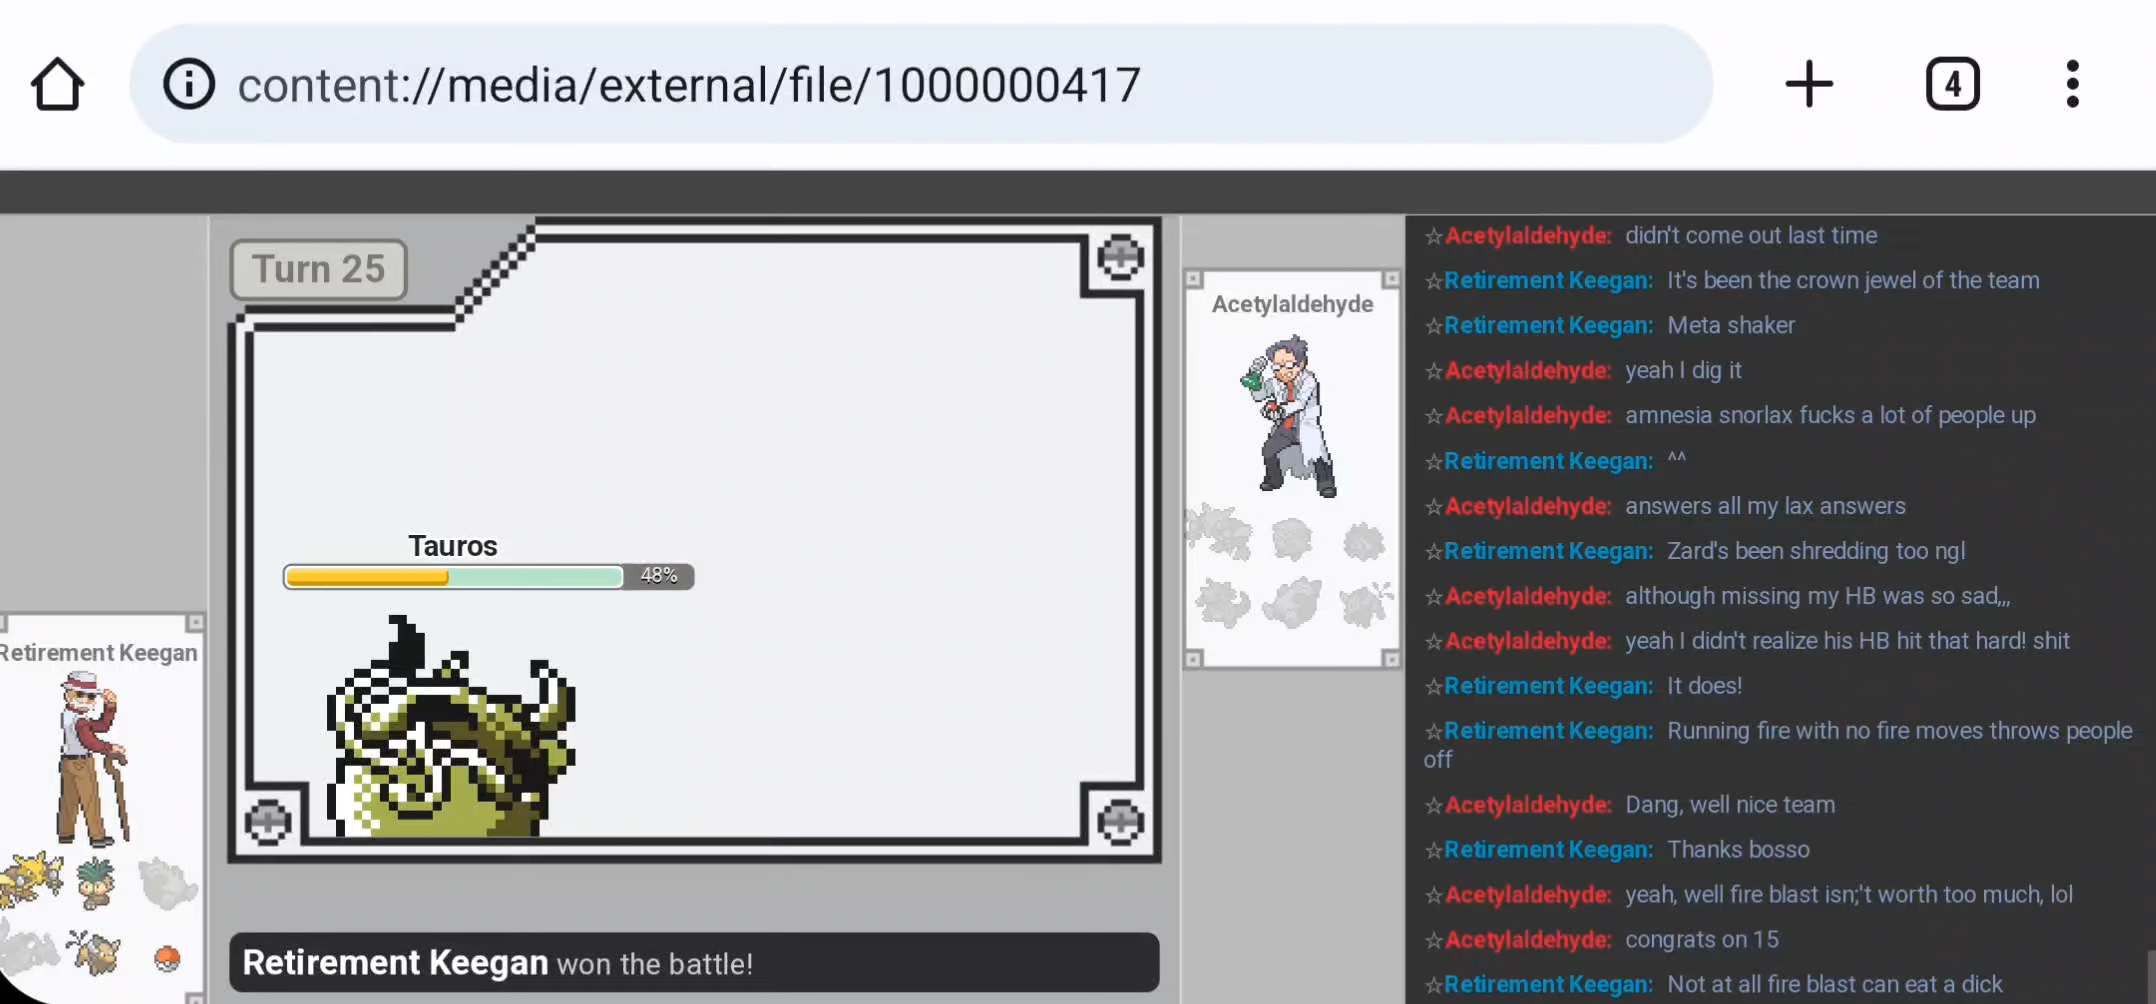 content://media/external/file/1000000417
4
Turn 25
Tauros
48%
Retirement Keegan
Retirement Keegan won the battle!
Acetylaldehyde
☆Acetylaldehyde: didn't come out last time
☆Retirement Keegan: It's been the crown jewel of the team
☆Retirement Keegan: Meta shaker
☆Acetylaldehyde: yeah I dig it
☆Acetylaldehyde: amnesia snorlax fucks a lot of people up
☆Retirement Keegan: ^^
☆Acetylaldehyde: answers all my lax answers
☆Retirement Keegan: Zard's been shredding too ngl
☆Acetylaldehyde: although missing my HB was so sad,,,
☆Acetylaldehyde: yeah I didn't realize his HB hit that hard! shit
☆Retirement Keegan: It does!
☆Retirement Keegan: Running fire with no fire moves throws people
off
☆Acetylaldehyde: Dang, well nice team
☆Retirement Keegan: Thanks bosso
☆Acetylaldehyde: yeah, well fire blast isn;'t worth too much, lol
☆Acetylaldehyde: congrats on 15
☆Retirement Keegan: Not at all fire blast can eat a dick